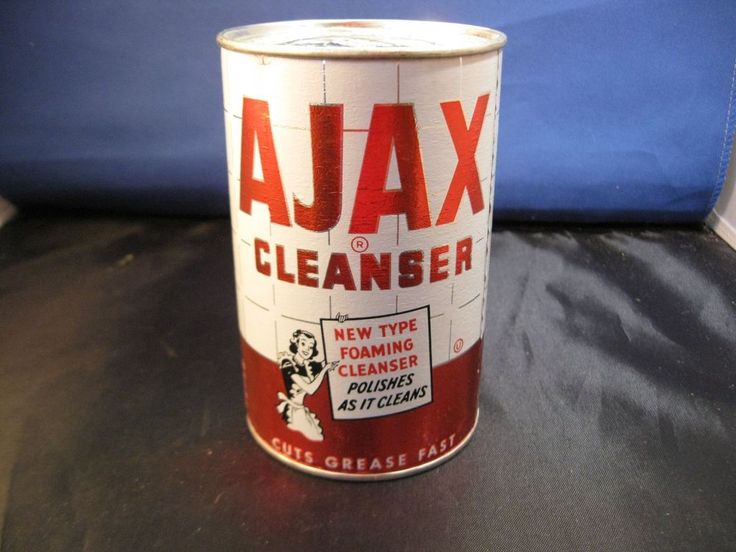 AJAX
®
CLEANSER
NEW TYPE
FOAMING
CLEANSER
POLISHES
AS IT CLEANS
Ⓤ
CUTS GREASE FAST